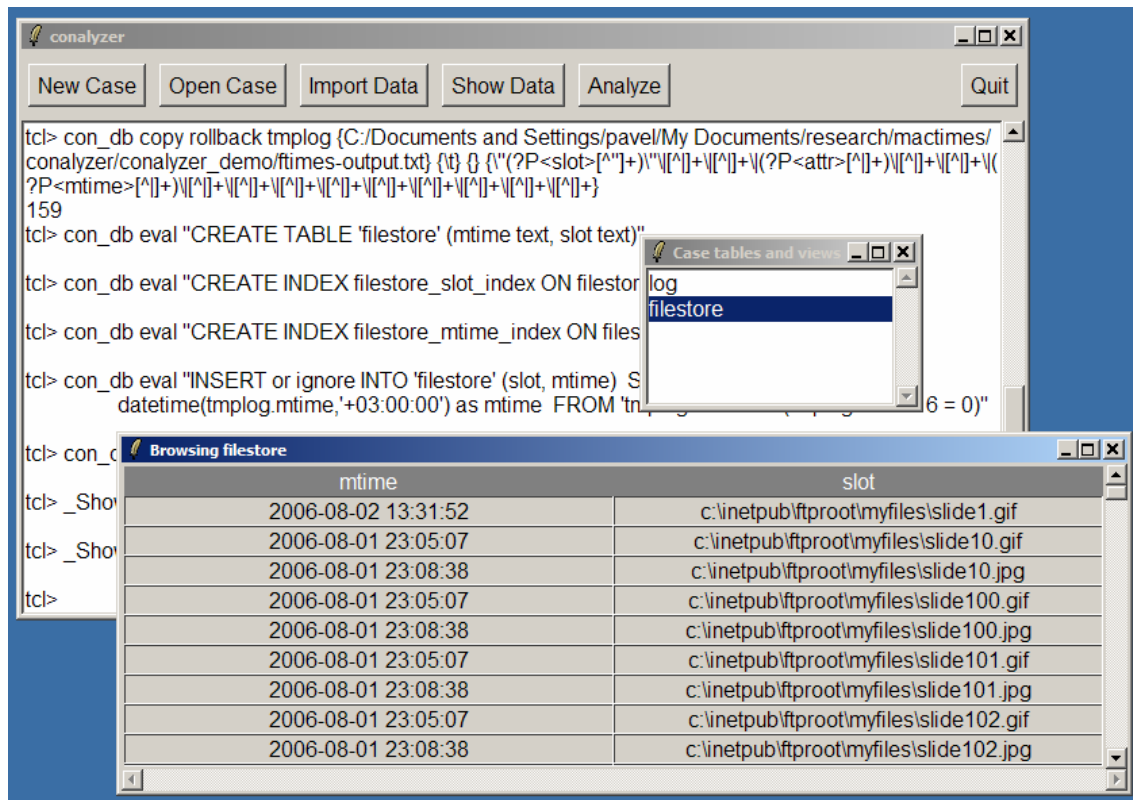 conalyzer
New Case Open Case Import Data Show Data Analyze Quit
tcl> con_db copy rollback tmplog {C:/Documents and Settings/pavel/My Documents/research/mactimes/
conalyzer/conalyzer_demo/ftimes-output.txt} {\t} {} {\"(?P<slot>[^"]+)\"\|[^|]+\|[^|]+\|(?P<attr>[^|]+)\|[^|]+\|[^|]+\|(
?P<mtime>[^|]+)\|[^|]+\|[^|]+\|[^|]+\|[^|]+\|[^|]+\|[^|]+\|[^|]+\|[^|]+}
159
tcl> con_db eval "CREATE TABLE 'filestore' (mtime text, slot text)"
tcl> con_db eval "CREATE INDEX filestore_slot_index ON filestor
tcl> con_db eval "CREATE INDEX filestore_mtime_index ON files
tcl> con_db eval "INSERT or ignore INTO 'filestore' (slot, mtime) S
datetime(tmplog.mtime,'+03:00:00') as mtime FROM 'tm 6 = 0)"
tcl> con_
tcl> _Sho
tcl> _Sho
tcl>
Case tables and views
log
filestore
Browsing filestore
mtime slot
2006-08-02 13:31:52 c:\inetpub\ftproot\myfiles\slide1.gif
2006-08-01 23:05:07 c:\inetpub\ftproot\myfiles\slide10.gif
2006-08-01 23:08:38 c:\inetpub\ftproot\myfiles\slide10.jpg
2006-08-01 23:05:07 c:\inetpub\ftproot\myfiles\slide100.gif
2006-08-01 23:08:38 c:\inetpub\ftproot\myfiles\slide100.jpg
2006-08-01 23:05:07 c:\inetpub\ftproot\myfiles\slide101.gif
2006-08-01 23:08:38 c:\inetpub\ftproot\myfiles\slide101.jpg
2006-08-01 23:05:07 c:\inetpub\ftproot\myfiles\slide102.gif
2006-08-01 23:08:38 c:\inetpub\ftproot\myfiles\slide102.jpg